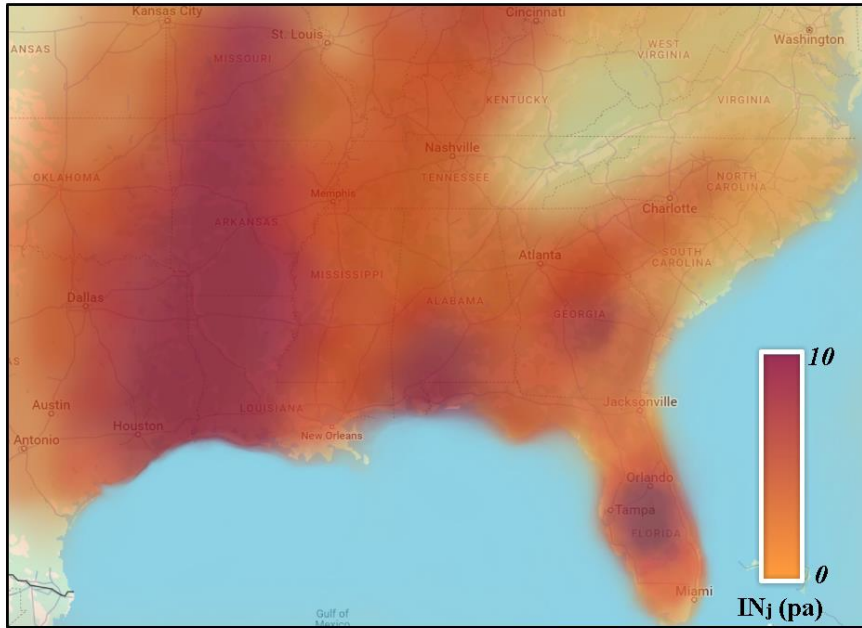 Kansas City
Cincinnati
St. Louis
Washington
ANSAS
MISSOURI
WEST
VIRGINIA
KENTUCKY
VIRGINIA
Nashville
TENNESSEE
OKLAHOMA
Memphis
NORTH
CAROLINA
Charlotte
ARKANSAS
Atlanta
SOUTH
CAROLINA
MISSISSIPPI
Dallas
ALABAMA
GEORGIA
10
AS
Austin
LOUISIANA
Jacksonville
Houston
New Orleans
Antonio
Orlando
Tampa
FLORIDA
0
Miami
INj (pa)
Gulf of
Mexico